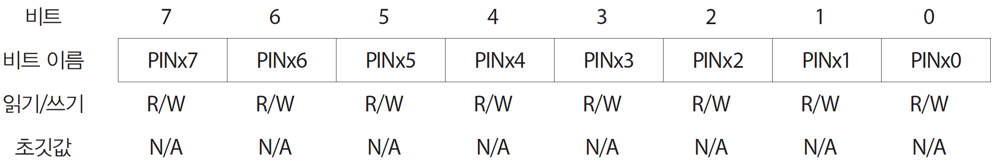 비트 7 6 5 4 3 2 1 0
비트 이름 PINx7 PINx6 PINx5 PINx4 PINx3 PINx2 PINx1 PINx0
읽기/쓰기 R/W R/W R/W R/W R/W R/W R/W R/W
초깃값 N/A N/A N/A N/A N/A N/A N/A N/A